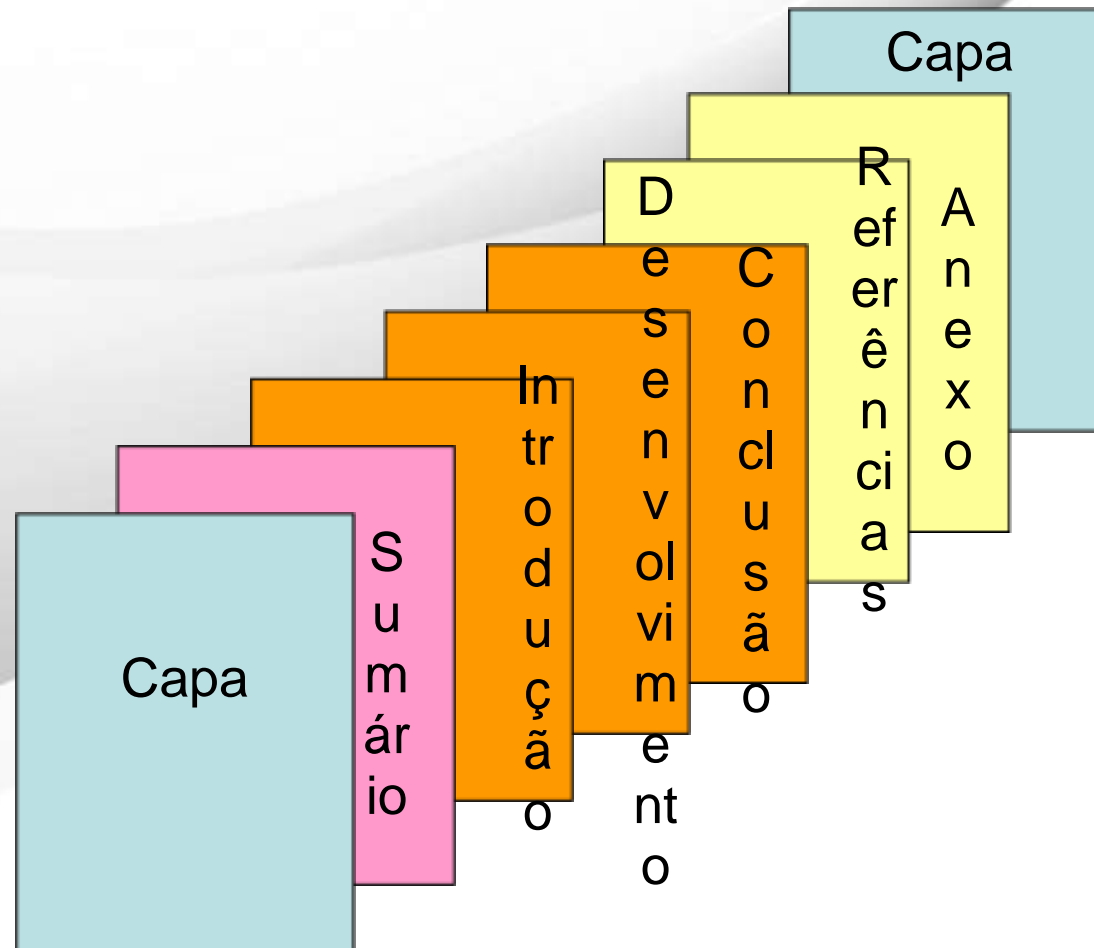 Capa
Sumário
Introdução
Desenvolvimento
Conclusão
Referências
Anexo
Capa